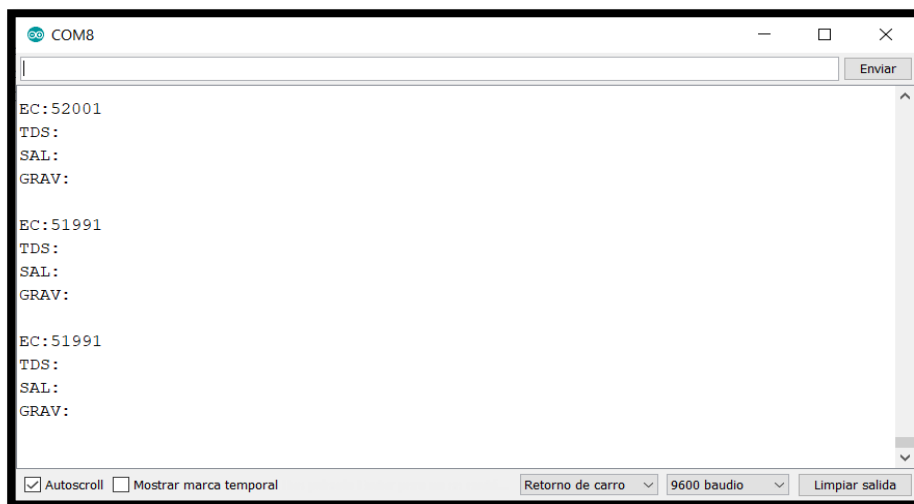 COM8
Enviar
EC:52001
TDS:
SAL:
GRAV:
EC:51991
TDS:
SAL:
GRAV:
EC:51991
TDS:
SAL:
GRAV:
Autoscroll Mostrar marca temporal Retorno de carro 9600 baudio Limpiar salida